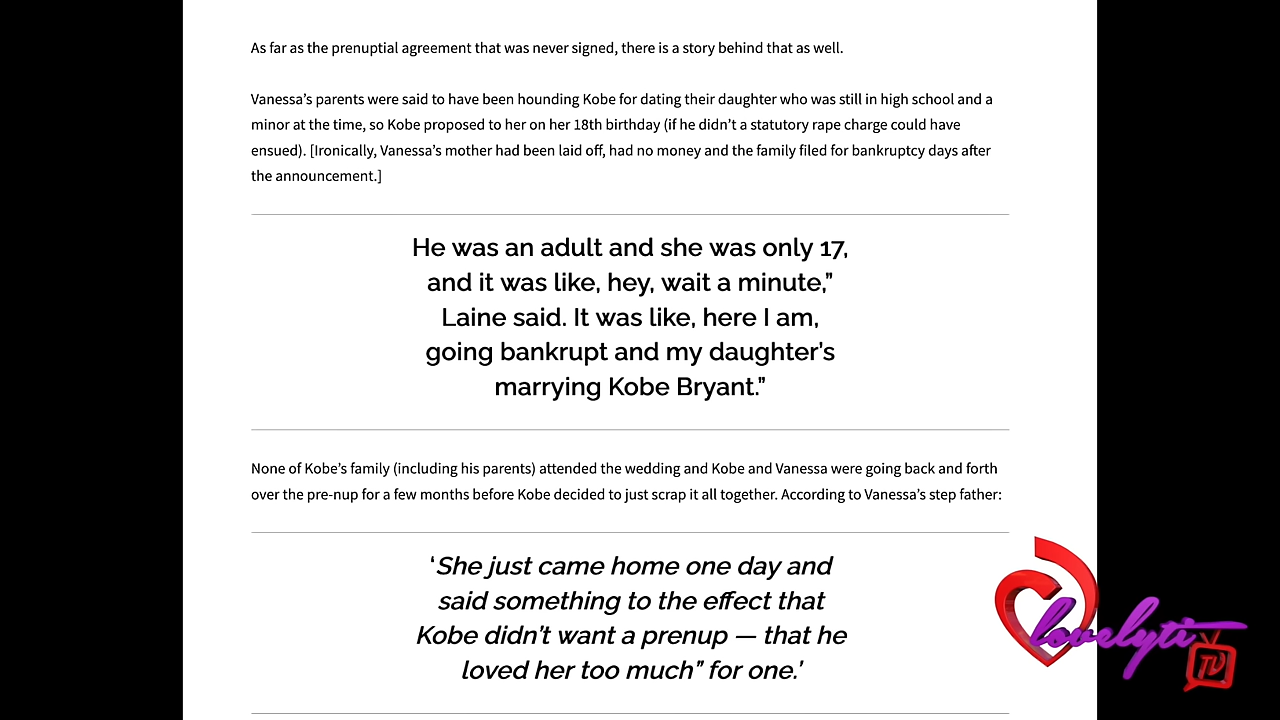 As far as the prenuptial agreement that was never signed, there is a story behind that as well.
Vanessa’s parents were said to have been hounding Kobe for dating their daughter who was still in high school and a
minor at the time, so Kobe proposed to her on her 18th birthday (if he didn’t a statutory rape charge could have
ensued). [Ironically, Vanessa’s mother had been laid off, had no money and the family filed for bankruptcy days after
the announcement.]
He was an adult and she was only 17,
and it was like, hey, wait a minute,”
Laine said. It was like, here I am,
going bankrupt and my daughter’s
marrying Kobe Bryant.”
None of Kobe’s family (including his parents) attended the wedding and Kobe and Vanessa were going back and forth
over the pre-nup for a few months before Kobe decided to just scrap it all together. According to Vanessa’s step father:
‘She just came home one day and
said something to the effect that
Kobe didn’t want a prenup — that he
loved her too much” for one.’
lovelyti
TV